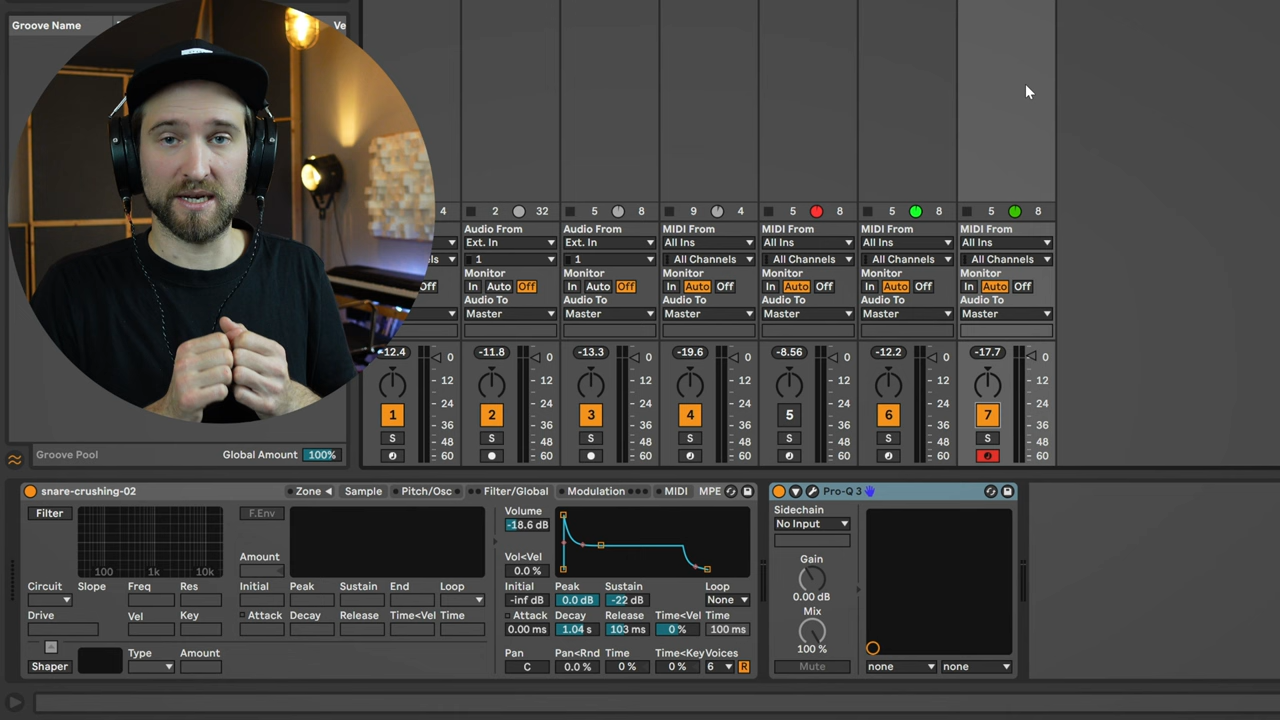 Groove Name Ve
4 2 32 5 8 9 4 5 8 5 8 5 8
Audio From Audio From MIDI From MIDI From MIDI From MIDI From
Ext. In Ext. In All Ins All Ins All Ins All Ins
ls 1 1 All Channels All Channels All Channels All Channels
Monitor Monitor Monitor Monitor Monitor Monitor
Off In Auto Off In Auto Off In Auto Off In Auto Off In Auto Off In Auto Off
Audio To Audio To Audio To Audio To Audio To Audio To
Master Master Master Master Master Master
-12.4 0 -11.8 0 -13.3 0 -19.6 0 -8.56 0 -12.2 0 -17.7 0
12 12 12 12 12 12 12
24 24 24 24 24 24 24
1 2 3 4 5 6 7
36 36 36 36 36 36 36
S 48 S 48 S 48 S 48 S 48 S 48 S 48
60 60 60 60 60 60 60
Groove Pool Global Amount 100%
snare-crushing-02 Zone Sample Pitch/Osc Filter/Global Modulation MIDI MPE
Filter F.Env
100 1k 10k
Amount
Circuit Slope Freq Res Initial Peak Sustain End Loop
Drive Vel Key Attack Decay Release Time<Vel Time
Shaper Type Amount
Volume
-18.6 dB
Vol<Vel
0.0 %
Initial Peak Sustain Loop
-inf dB 0.0 dB -22 dB None
Attack Decay Release Time<Vel Time
0.00 ms 1.04 s 103 ms 0 % 100 ms
Pan Pan<Rnd Time Time<Key Voices
C 0.0 % 0 % 0 % 6 R
Pro-Q 3
Sidechain
No Input
Gain
0.00 dB
Mix
100 %
Mute none none